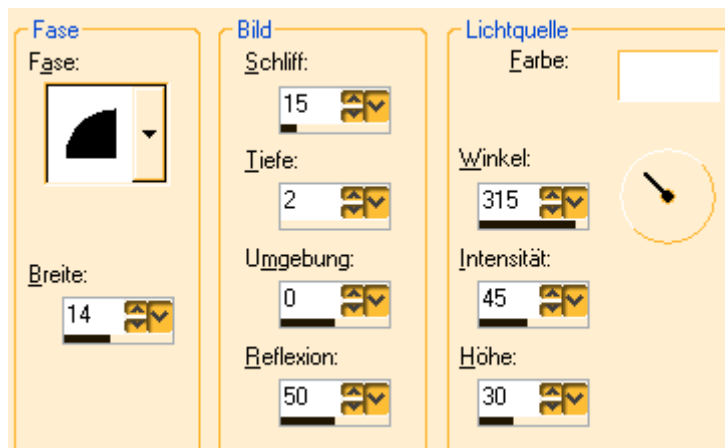 Fase
Fase:
Breite:
14
Bild
Schliff:
15
Tiefe:
2
Umgebung:
0
Reflexion:
50
Lichtquelle
Farbe:
Winkel:
315
Intensität:
45
Höhe:
30